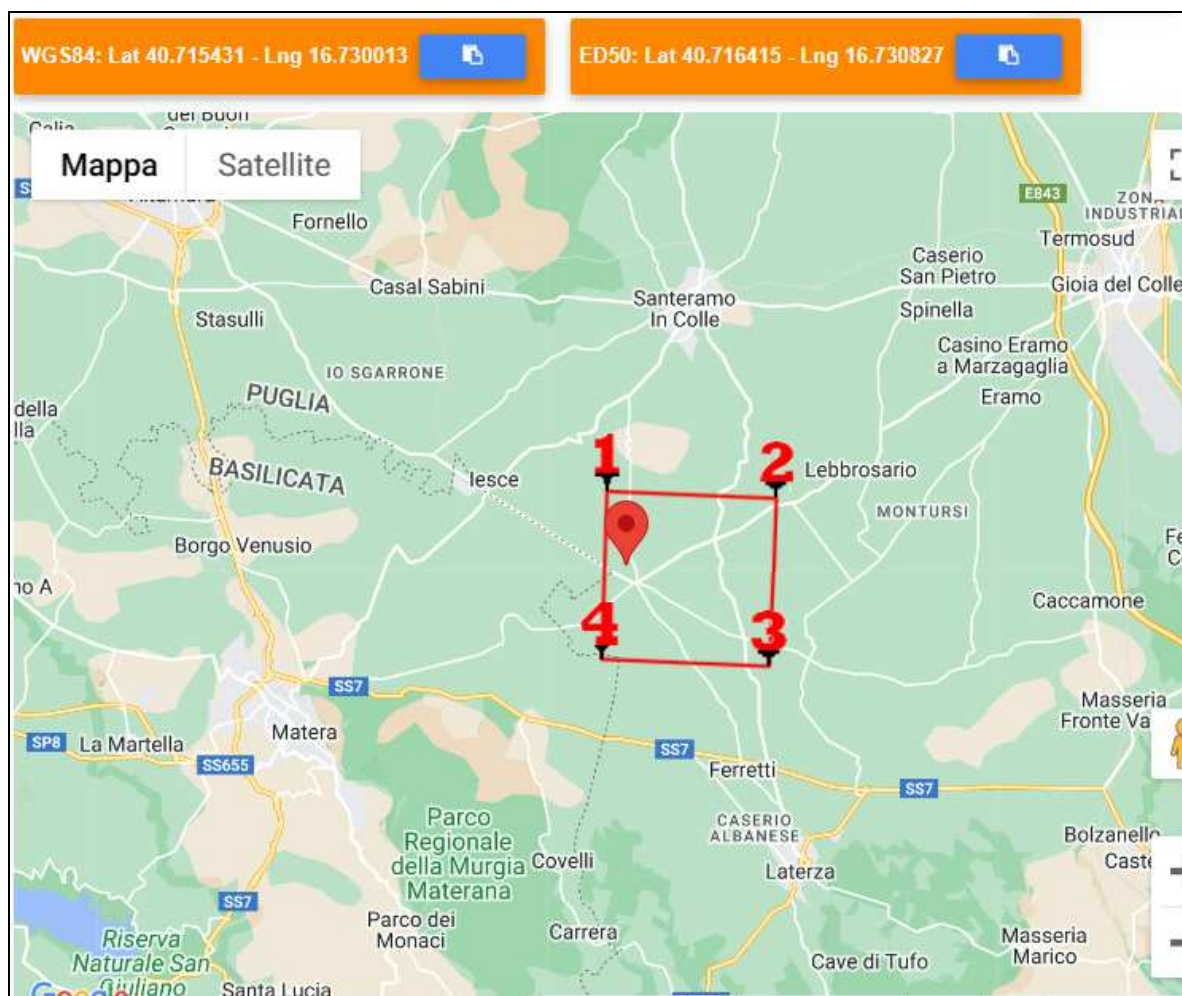 WGS84: Lat 40.715431 - Lng 16.730013
ED50: Lat 40.716415 - Lng 16.730827
Mappa
Satellite
Fornello
E843
ZONA
INDUSTRIAL
Termosud
Caserio
San Pietro
Gioia del Colle
Casal Sabini
Santeramo
In Colle
Spinella
Stasulli
Casino Eramo
a Marzagaglia
IO SGARRONE
Eramo
PUGLIA
della
lla
BASILICATA
Iesce
1
2
Lebbrosario
MONTURSI
Borgo Venusio
no A
Caccamone
4
3
SS7
Masseria
Fronte Va
Matera
SP8
La Martella
SS655
SS7
Ferretti
SS7
Parco
Regionale
della Murgia
Materana
CASERIO
ALBANESE
Bolzanello
Caste
Covelli
Laterza
SS7
Parco dei
Monaci
Carrera
Masseria
Marico
Riserva
Naturale San
Giuliano
Cave di Tufo
Santa Lucia
Google